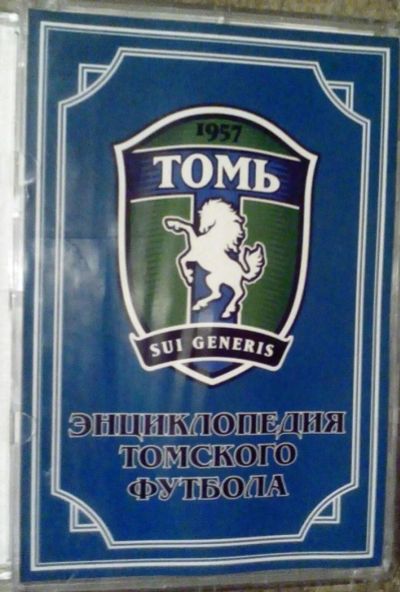 1957
ТОМЬ
SUI GENERIS
ЭНЦИКЛОПЕДИЯ
ТОМСКОГО
ФУТБОЛА